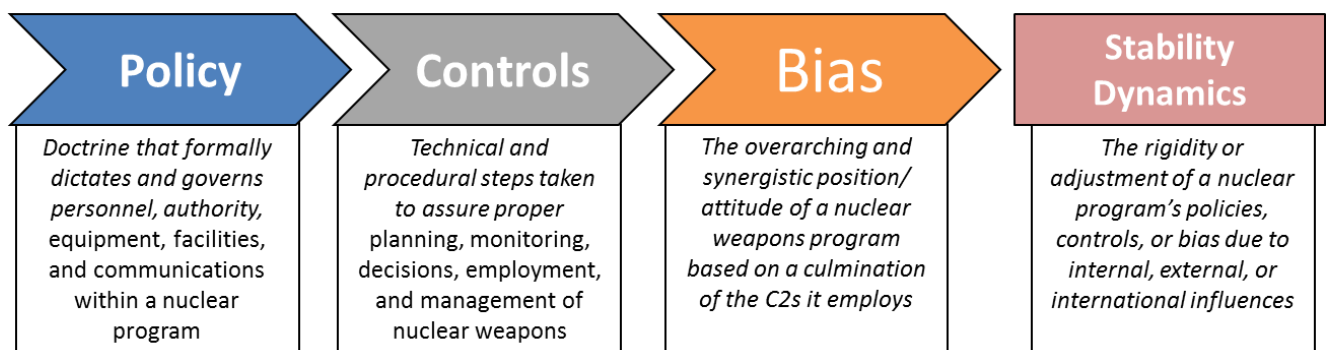 Policy
Doctrine that formally
dictates and governs
personnel, authority,
equipment, facilities,
and communications
within a nuclear
program
Controls
Technical and
procedural steps taken
to assure proper
planning, monitoring,
decisions, employment,
and management of
nuclear weapons
Bias
The overarching and
synergistic position/
attitude of a nuclear
weapons program
based on a culmination
of the C2s it employs
Stability
Dynamics
The rigidity or
adjustment of a nuclear
program's policies,
controls, or bias due to
internal, external, or
international influences